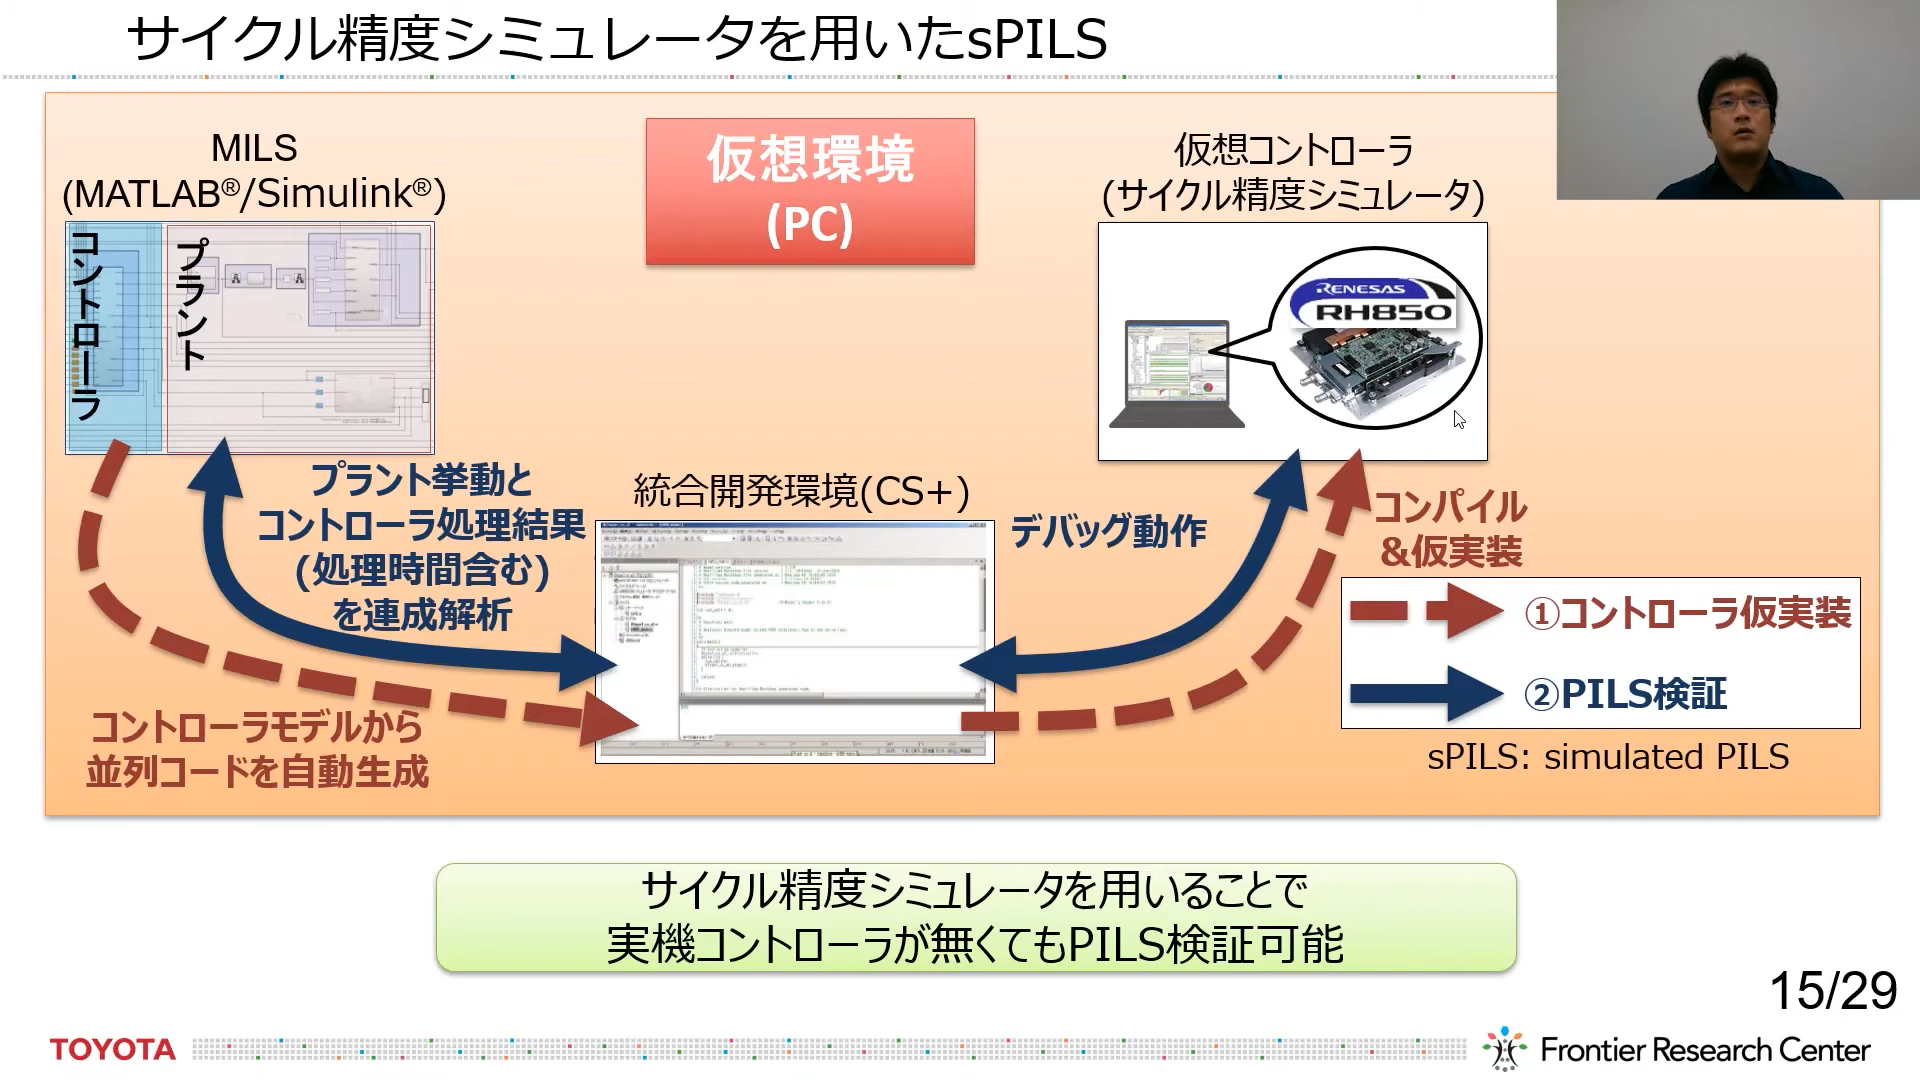 サイクル精度シミュレータを用いたsPILS
MILS
(MATLAB®/Simulink®)
コントローラ
プラント
仮想環境
(PC)
仮想コントローラ
(サイクル精度シミュレータ)
RENESAS
RH850
プラント挙動と
コントローラ処理結果
(処理時間含む)
を連成解析
統合開発環境(CS+)
デバッグ動作
コンパイル
&仮実装
①コントローラ仮実装
②PILS検証
sPILS: simulated PILS
コントローラモデルから
並列コードを自動生成
サイクル精度シミュレータを用いることで
実機コントローラが無くてもPILS検証可能
15/29
TOYOTA
Frontier Research Center